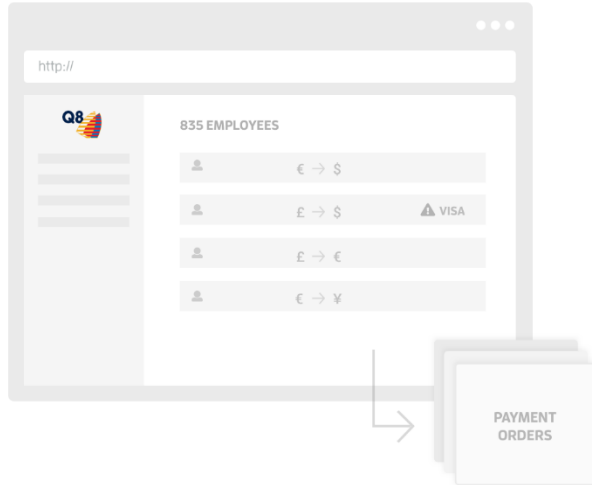 http://
Q8
835 EMPLOYEES
€ → $
£ → $ VISA
£ → €
€ → ¥
PAYMENT
ORDERS